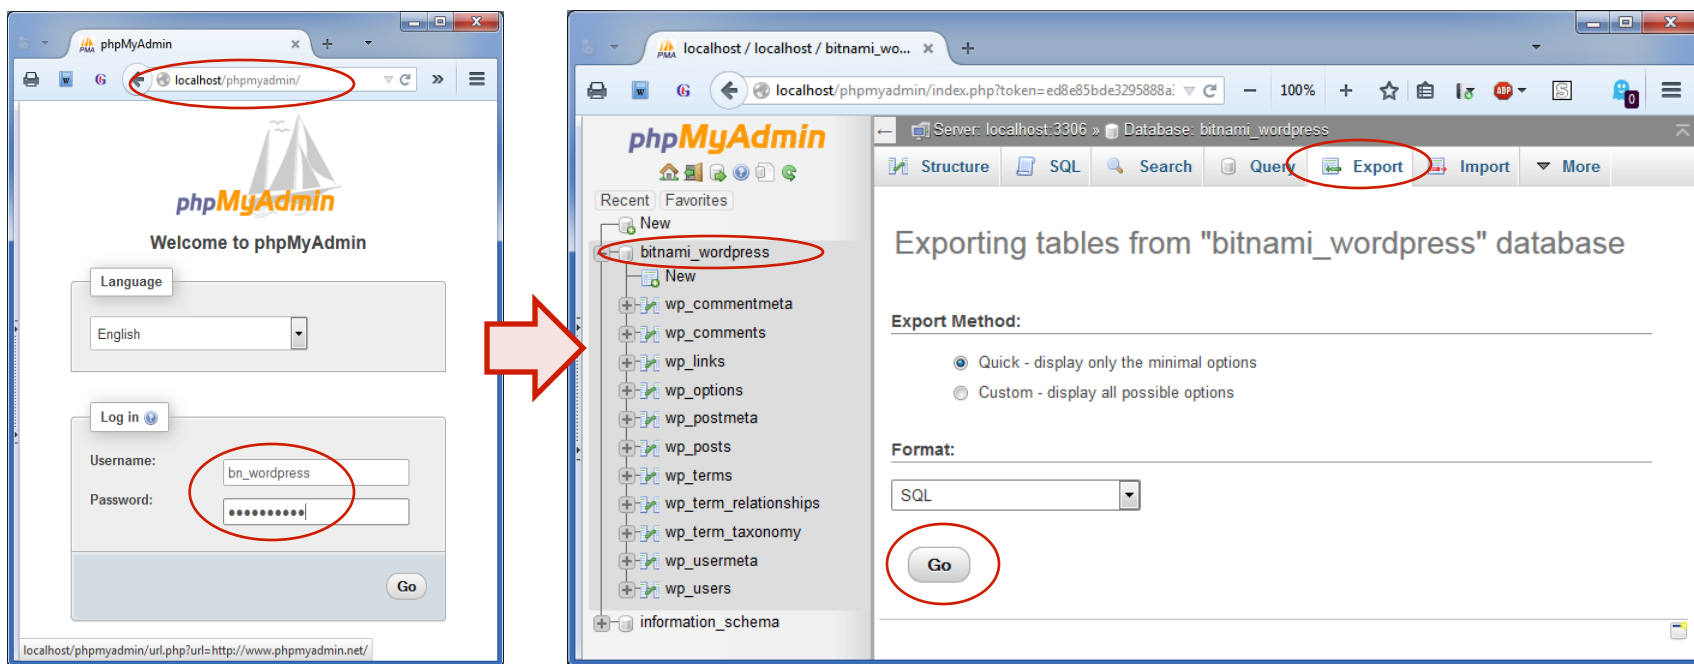 phpMyAdmin
localhost/phpmyadmin/
phpMyAdmin
Welcome to phpMyAdmin
Language
English
Log in
Username:
bn_wordpress
Password:
••••••••••
Go
localhost/phpmyadmin/url.php?url=http://www.phpmyadmin.net/
localhost / localhost / bitnami_wo...
localhost/phpmyadmin/index.php?token=ed8e85bde3295888a
100%
ABP
0
phpMyAdmin
Recent Favorites
New
bitnami_wordpress
New
wp_commentmeta
wp_comments
wp_links
wp_options
wp_postmeta
wp_posts
wp_terms
wp_term_relationships
wp_term_taxonomy
wp_usermeta
wp_users
information_schema
Server: localhost:3306 » Database: bitnami_wordpress
Structure SQL Search Query Export Import More
Exporting tables from "bitnami_wordpress" database
Export Method:
Quick - display only the minimal options
Custom - display all possible options
Format:
SQL
Go